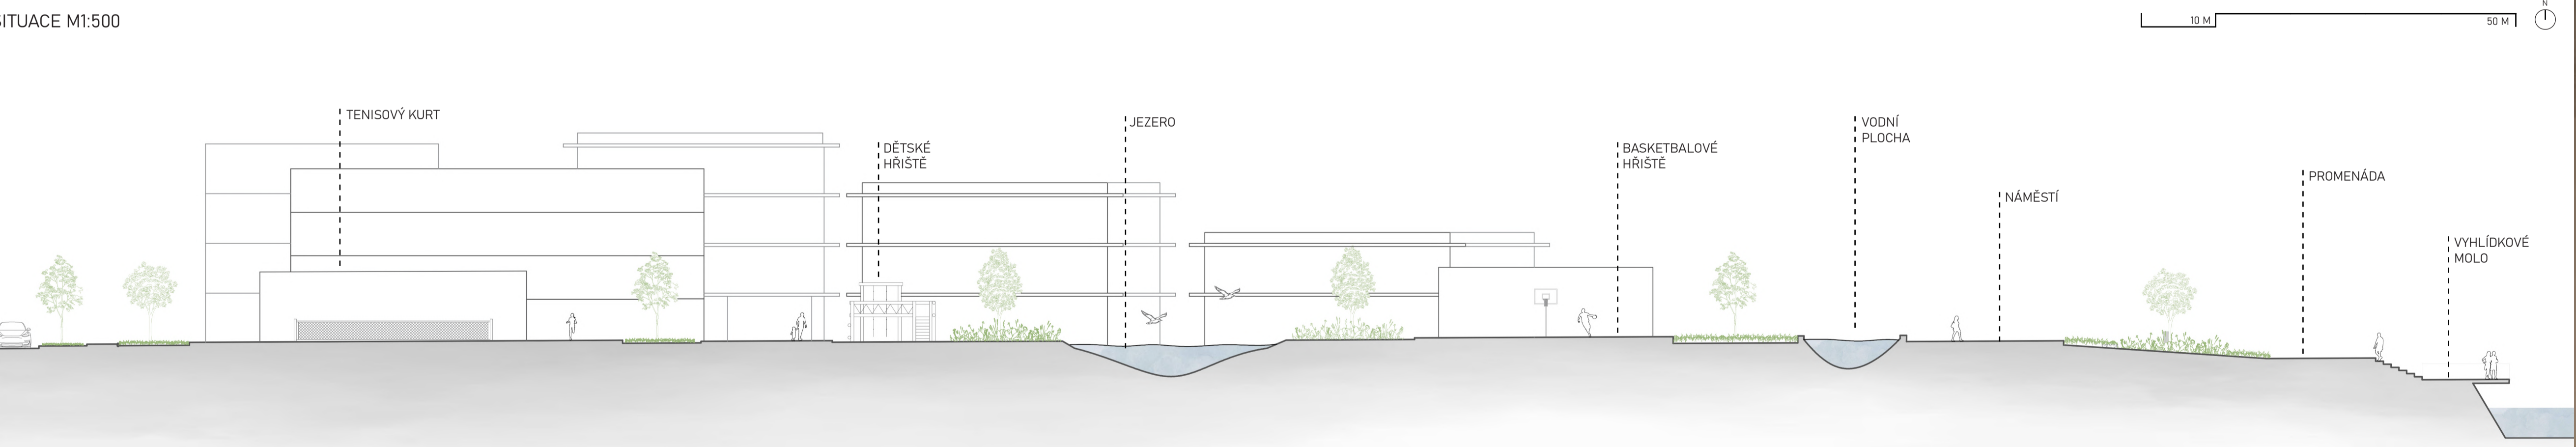 SITUACE M1:500
10 M
50 M
N
TENISOVÝ KURT
DĚTSKÉ
HŘIŠTĚ
JEZERO
BASKETBALOVÉ
HŘIŠTĚ
VODNÍ
PLOCHA
NÁMĚSTÍ
PROMENÁDA
VYHLÍDKOVÉ
MOLO